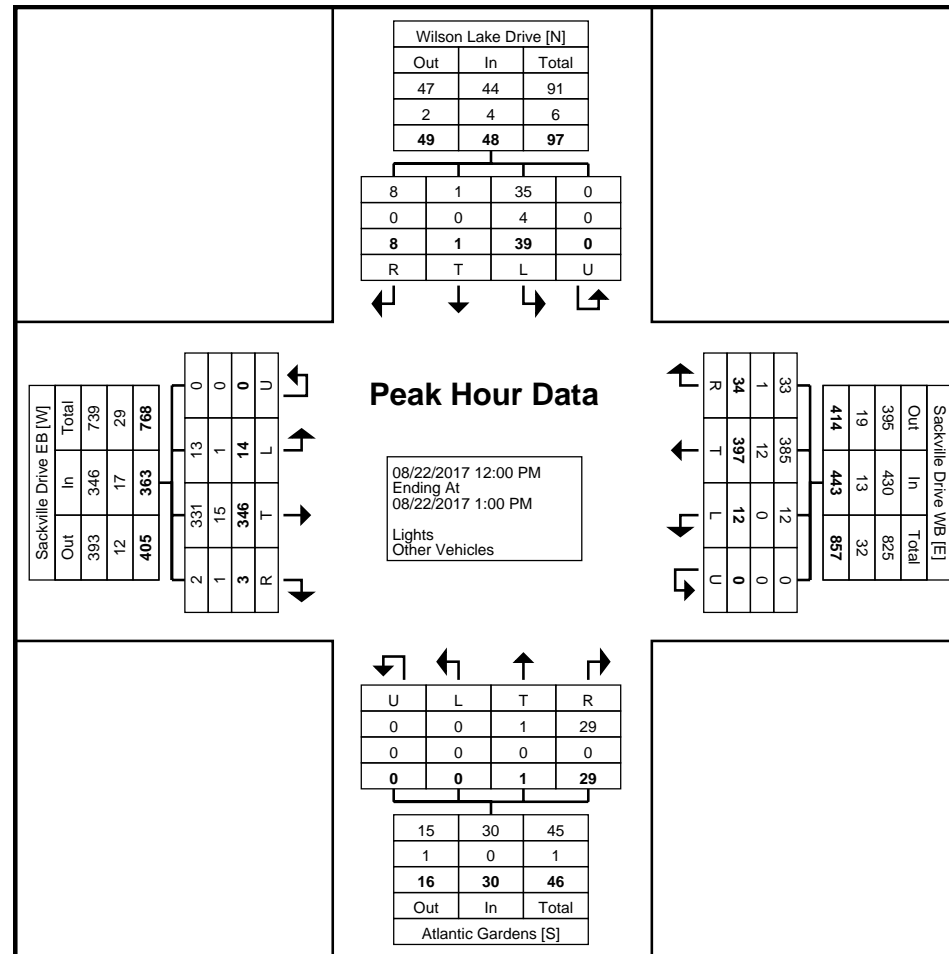 Wilson Lake Drive [N]
Out In Total
47 44 91
2 4 6
49 48 97
8 1 35 0
0 0 4 0
8 1 39 0
R T L U
Sackville Drive EB [W]
Total In Out
739 346 393
29 17 12
768 363 405
0 13 331 2
0 1 15 1
0 14 346 3
U L T R
Peak Hour Data
08/22/2017 12:00 PM
Ending At
08/22/2017 1:00 PM
Lights
Other Vehicles
R T L U
34 397 12 0
1 12 0 0
33 385 12 0
414 443 857
19 13 32
395 430 825
Out In Total
Sackville Drive WB [E]
U L T R
0 0 1 29
0 0 0 0
0 0 1 29
15 30 45
1 0 1
16 30 46
Out In Total
Atlantic Gardens [S]